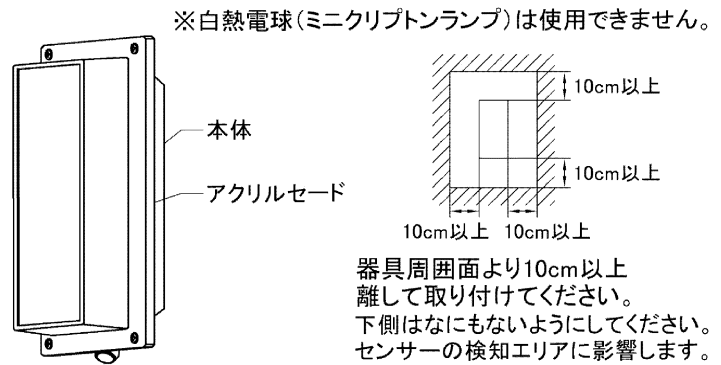 ※白熱電球(ミニクリプトンランプ)は使用できません。
本体
アクリルセード
10cm以上
10cm以上
10cm以上 10cm以上
器具周囲面より10cm以上
離して取り付けてください。
下側はなにもないようにしてください。
センサーの検知エリアに影響します。